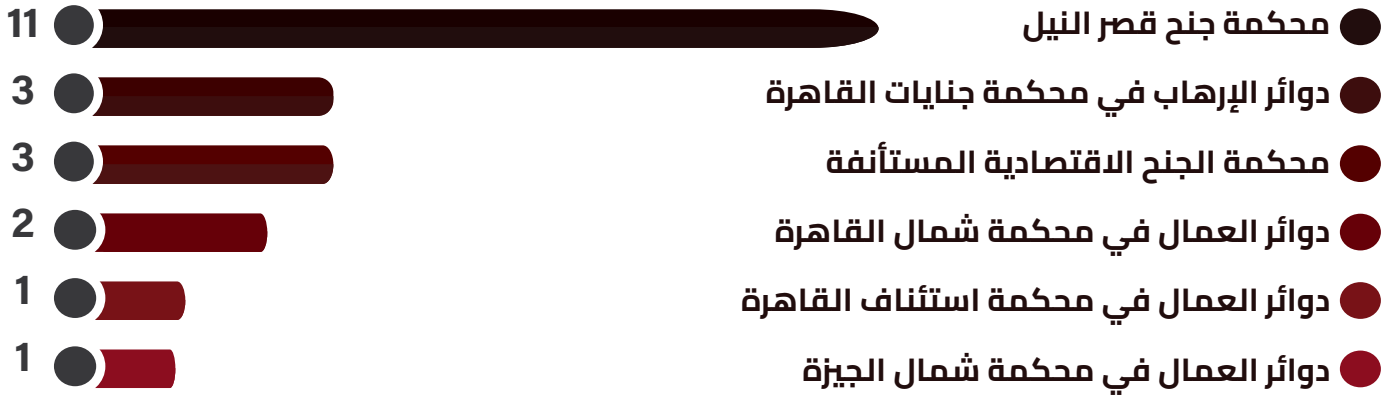 محكمة جنح قصر النيل 11
دوائر الإرهاب في محكمة جنايات القاهرة 3
محكمة الجنح الاقتصادية المستأنفة 3
دوائر العمال في محكمة شمال القاهرة 2
دوائر العمال في محكمة استئناف القاهرة 1
دوائر العمال في محكمة شمال الجيزة 1